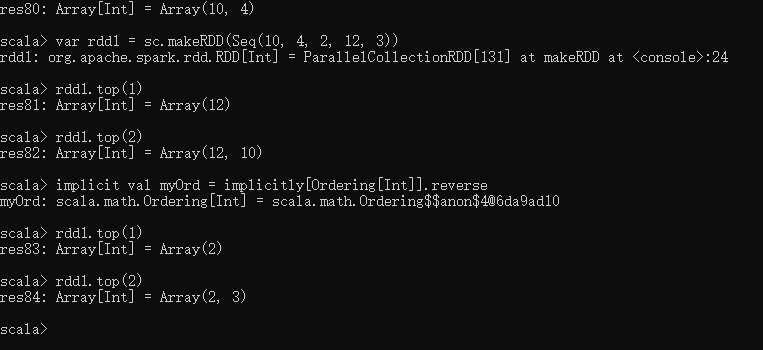 res80: Array[Int] = Array(10, 4)
scala> var rdd1 = sc.makeRDD(Seq(10, 4, 2, 12, 3))
rdd1: org.apache.spark.rdd.RDD[Int] = ParallelCollectionRDD[131] at makeRDD at <console>:24
scala> rdd1.top(1)
res81: Array[Int] = Array(12)
scala> rdd1.top(2)
res82: Array[Int] = Array(12, 10)
scala> implicit val myOrd = implicitly[Ordering[Int]].reverse
myOrd: scala.math.Ordering[Int] = scala.math.Ordering$$anon$4@6da9ad10
scala> rdd1.top(1)
res83: Array[Int] = Array(2)
scala> rdd1.top(2)
res84: Array[Int] = Array(2, 3)
scala>